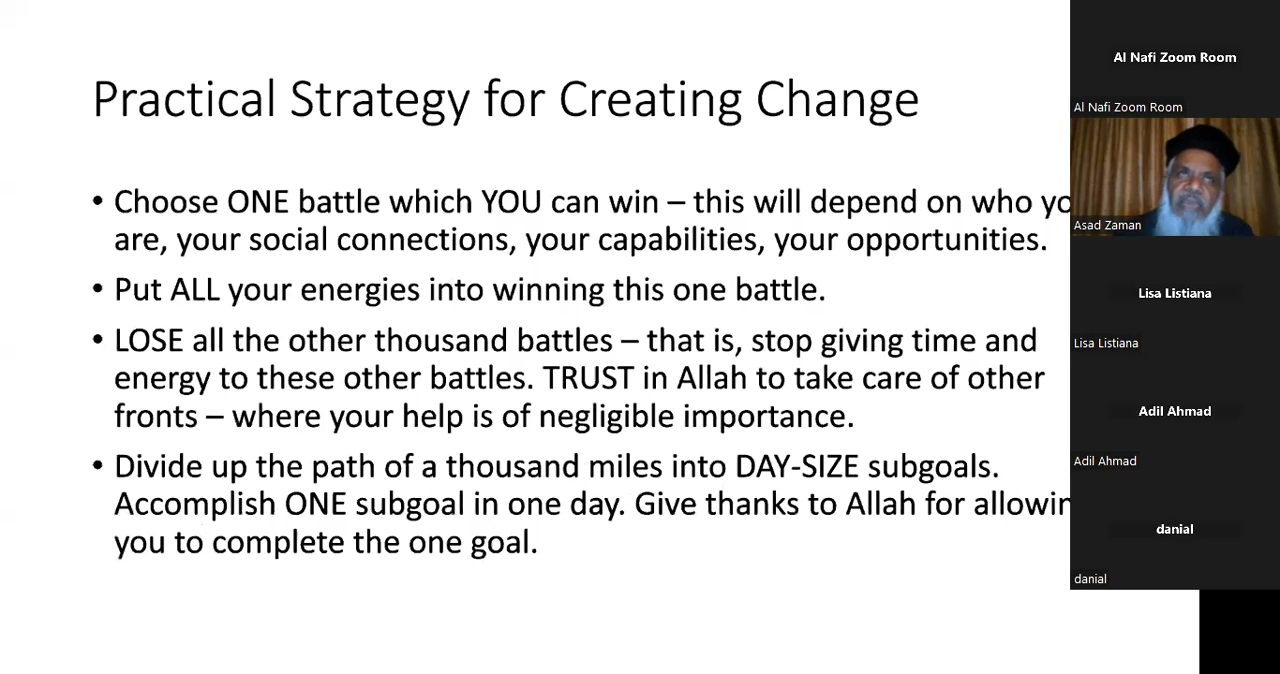 Practical Strategy for Creating Change
• Choose ONE battle which YOU can win – this will depend on who yo
are, your social connections, your capabilities, your opportunities.
• Put ALL your energies into winning this one battle.
• LOSE all the other thousand battles – that is, stop giving time and
energy to these other battles. TRUST in Allah to take care of other
fronts – where your help is of negligible importance.
• Divide up the path of a thousand miles into DAY-SIZE subgoals.
Accomplish ONE subgoal in one day. Give thanks to Allah for allowin
you to complete the one goal.
Al Nafi Zoom Room
Al Nafi Zoom Room
Asad Zaman
Lisa Listiana
Lisa Listiana
Adil Ahmad
Adil Ahmad
danial
danial